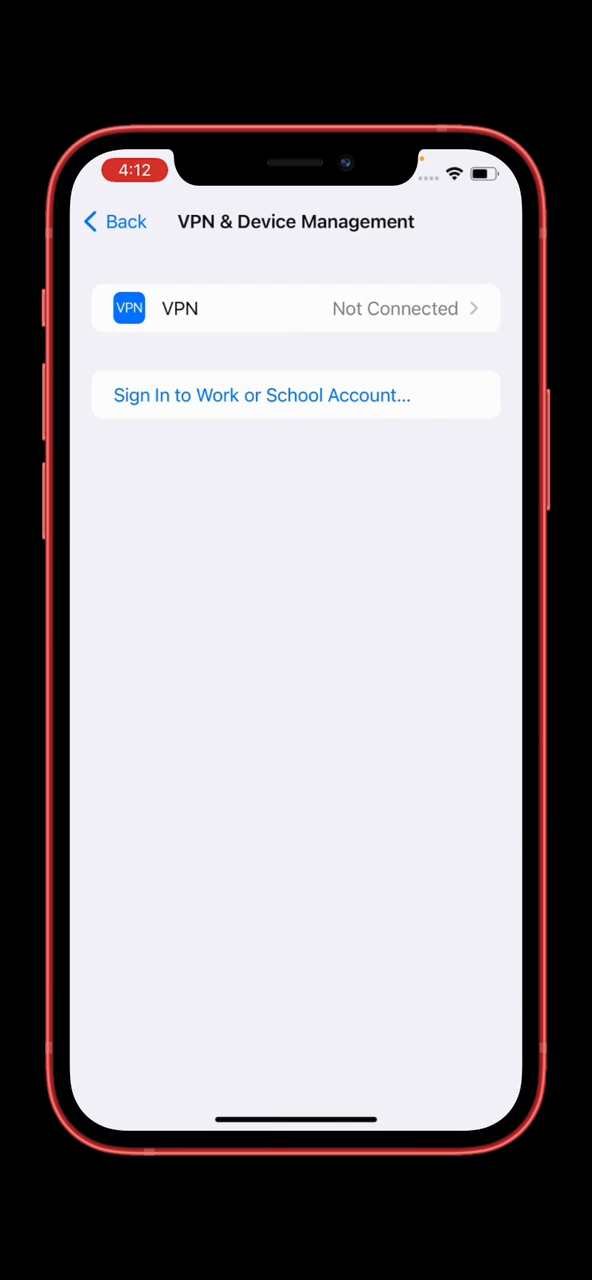 4:12
Back
VPN & Device Management
VPN
VPN
Not Connected
Sign In to Work or School Account...